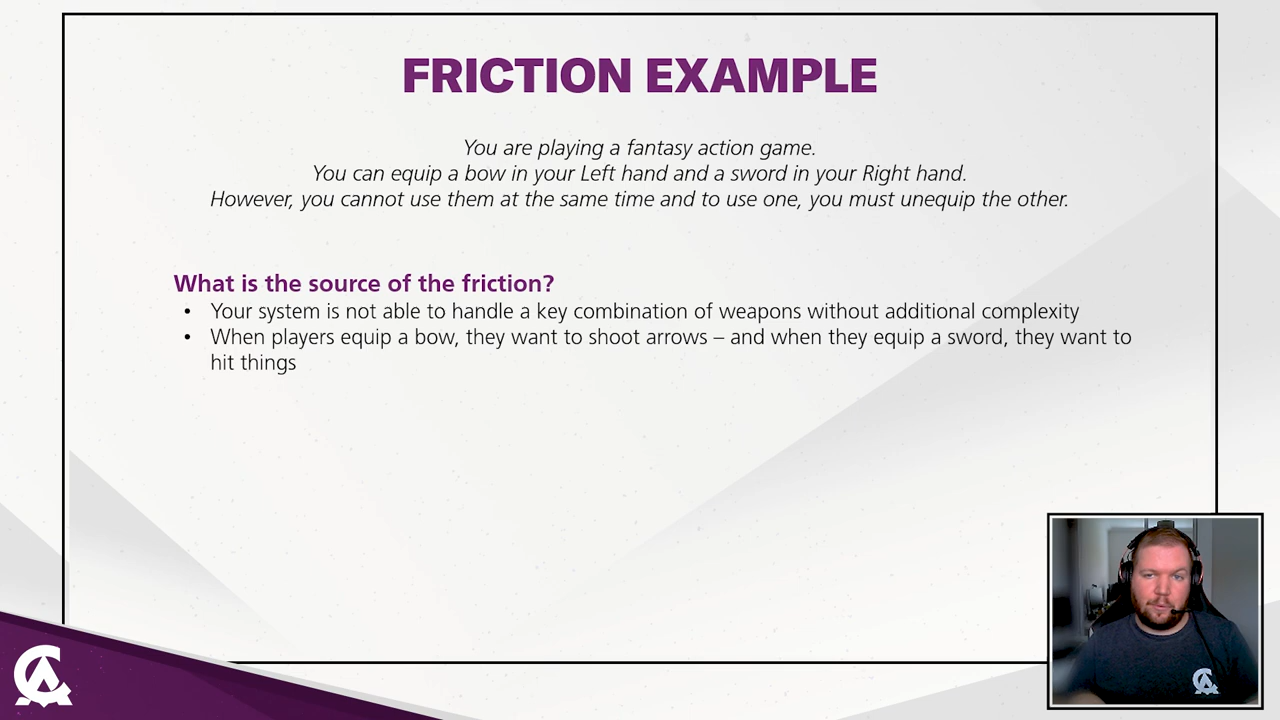 FRICTION EXAMPLE
You are playing a fantasy action game.
You can equip a bow in your Left hand and a sword in your Right hand.
However, you cannot use them at the same time and to use one, you must unequip the other.
What is the source of the friction?
• Your system is not able to handle a key combination of weapons without additional complexity
• When players equip a bow, they want to shoot arrows – and when they equip a sword, they want to
hit things